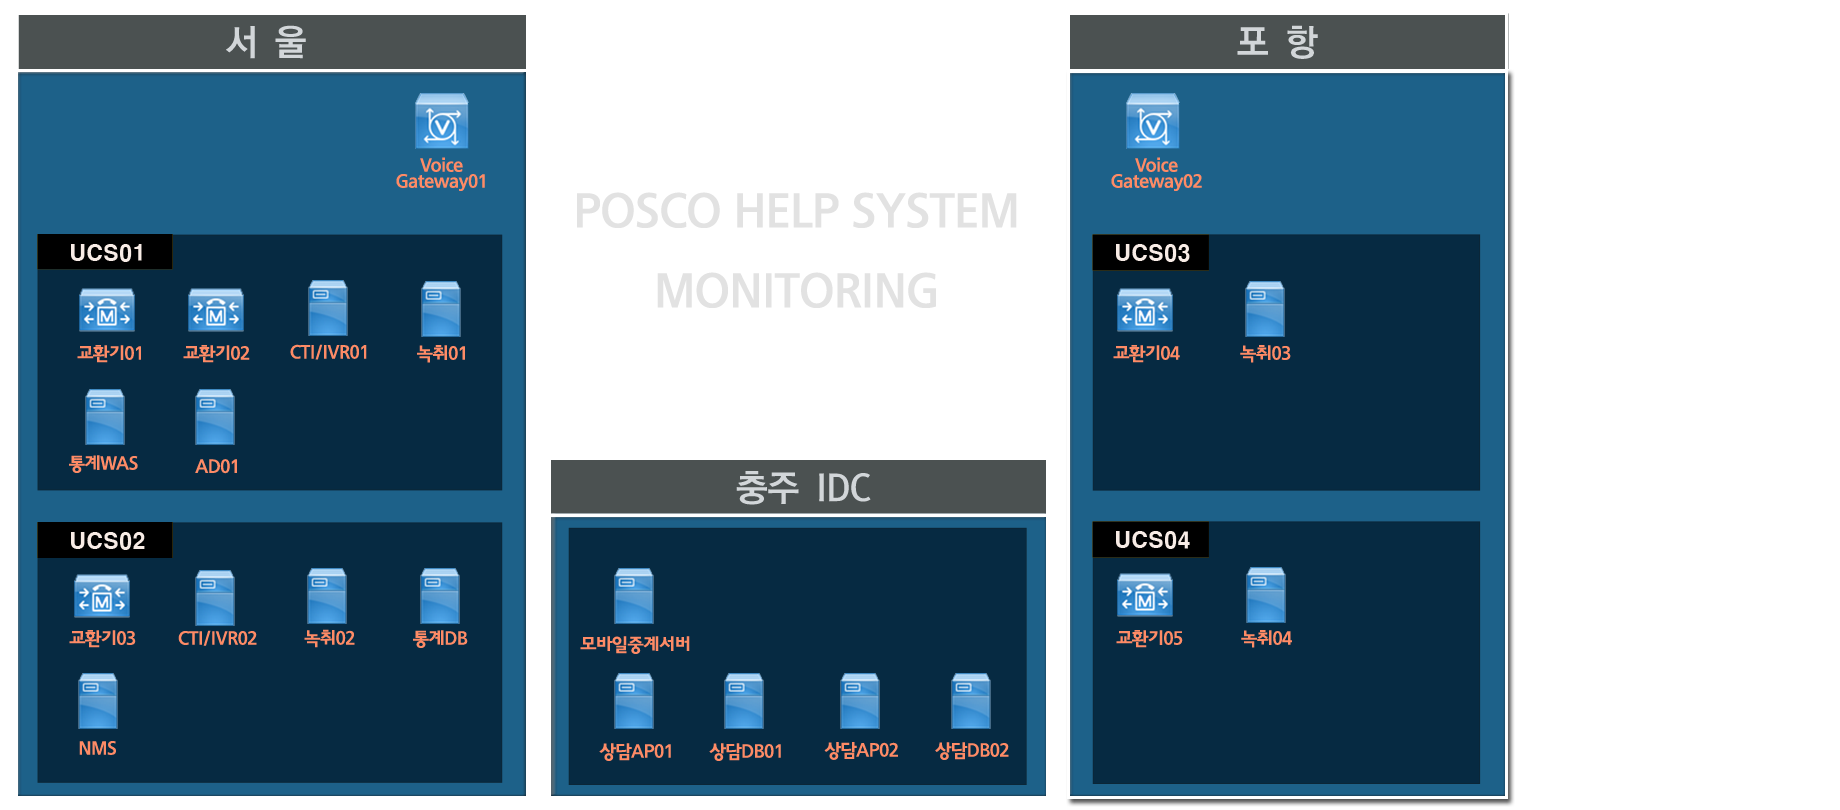 서 울
Voice
Gateway01
UCS01
교환기01
교환기02
CTI/IVR01
녹취01
통계WAS
AD01
UCS02
교환기03
CTI/IVR02
녹취02
통계DB
NMS
POSCO HELP SYSTEM
MONITORING
충주 IDC
모바일중계서버
상담AP01
상담DB01
상담AP02
상담DB02
포 항
Voice
Gateway02
UCS03
교환기04
녹취03
UCS04
교환기05
녹취04